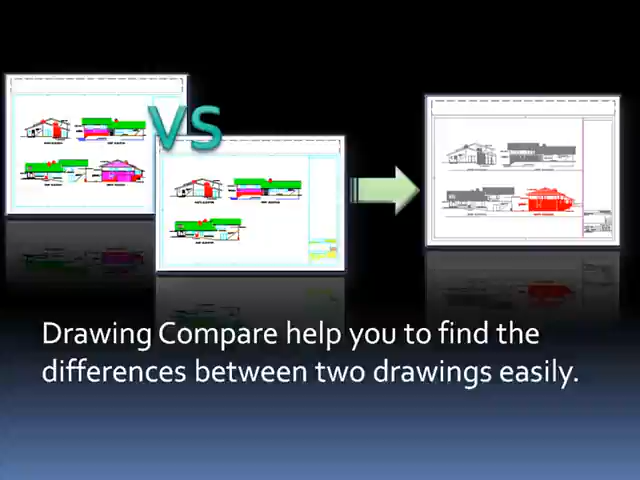 VS
Drawing Compare help you to find the
differences between two drawings easily.